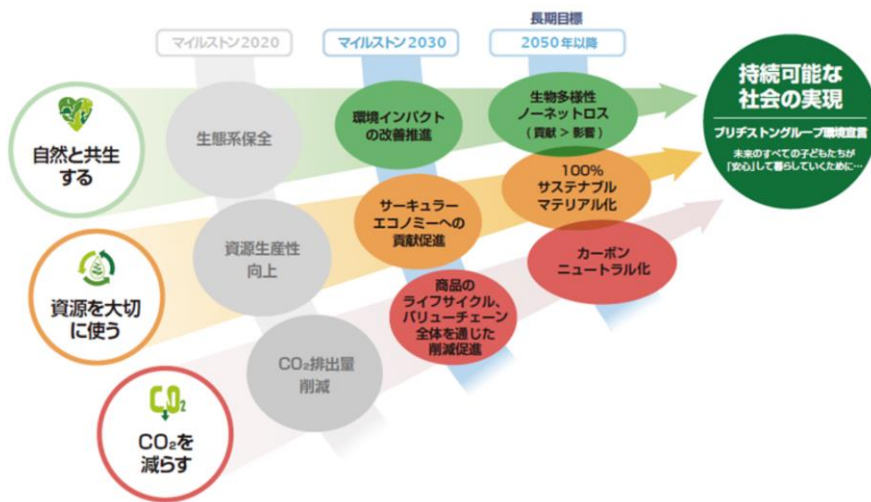 長期目標
マイルストン2020
マイルストン2030
2050年以降
自然と共生
する
生態系保全
環境インパクト
の改善推進
生物多様性
ノーネットロス
(貢献 > 影響)
資源を大切
に使う
資源生産性
向上
サーキュラー
エコノミーへの
貢献促進
100%
サステナブル
マテリアル化
CO2
CO₂を
減らす
CO₂排出量
削減
商品の
ライフサイクル、
バリューチェーン
全体を通じた
削減促進
カーボン
ニュートラル化
持続可能な
社会の実現
ブリヂストングループ環境宣言
未来のすべての子どもたちが
「安心」して暮らしていくために…